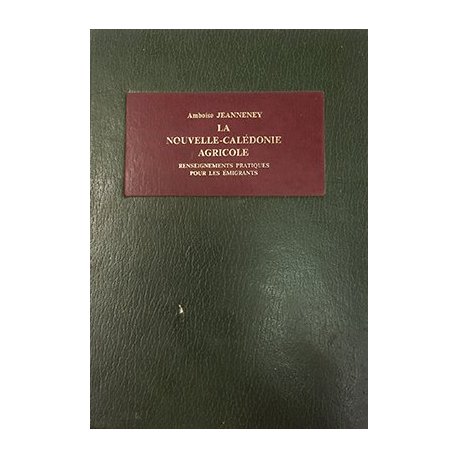 Amboise JEANNENEY
LA
NOUVELLE-CALÉDONIE
AGRICOLE
RENSEIGNEMENTS PRATIQUES
POUR LES ÉMIGRANTS